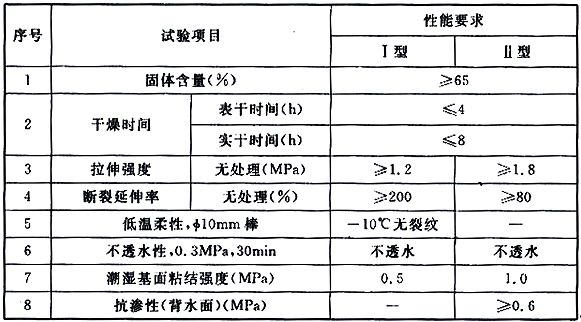 序号 试验项目 性能要求
Ⅰ型 Ⅱ型
1 固体含量(%) ≥65
2 干燥时间 表干时间(h) ≤4
实干时间(h) ≤8
3 拉伸强度 无处理(MPa) ≥1.2 ≥1.8
4 断裂延伸率 无处理(%) ≥200 ≥80
5 低温柔性,ϕ10mm棒 -10℃无裂纹 —
6 不透水性,0.3MPa,30min 不透水 不透水
7 潮湿基面粘结强度(MPa) 0.5 1.0
8 抗渗性(背水面)(MPa) — ≥0.6